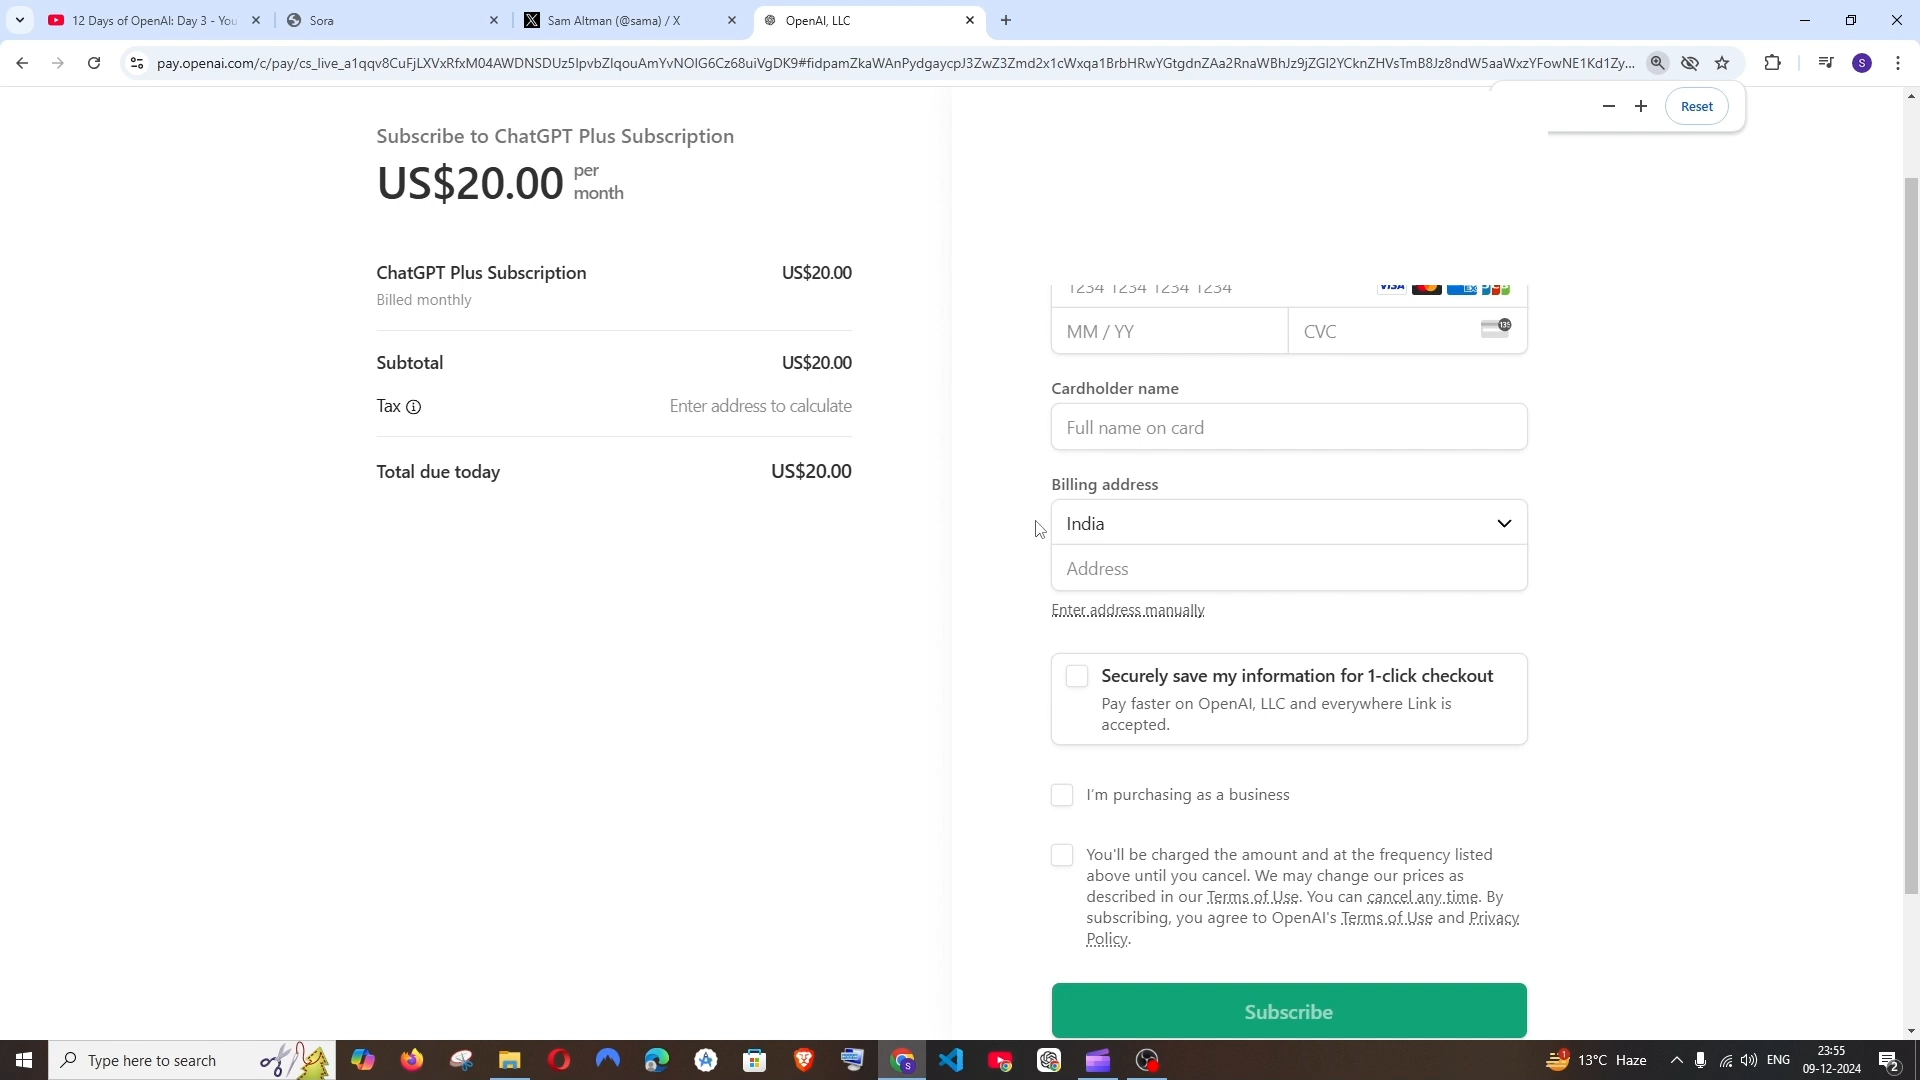 12 Days of OpenAI: Day 3 - You
Sora
Sam Altman (@sama) / X
OpenAI, LLC
pay.openai.com/c/pay/cs_live_a1qqv8CuFjLXVxRfxM04AWDNSDUz5IpvbZlqouAmYvNOIG6Cz68uiVgDK9#fidpamZkaWAnPydgaycpJ3ZwZ3Zmd2x1cWxqa1BrbHRwYGtgdnZAa2RnaWBhJz9jZGl2YCknZHVsTmB8Jz8ndW5aaWxzYFowNE1Kd1Zy...
S
Reset
Subscribe to ChatGPT Plus Subscription
US$20.00 per
month
ChatGPT Plus Subscription US$20.00
Billed monthly
Subtotal US$20.00
Tax Enter address to calculate
Total due today US$20.00
1234 1234 1234 1234 VISA
MM / YY CVC 135
Cardholder name
Full name on card
Billing address
India
Address
Enter address manually
Securely save my information for 1-click checkout
Pay faster on OpenAI, LLC and everywhere Link is
accepted.
I'm purchasing as a business
You'll be charged the amount and at the frequency listed
above until you cancel. We may change our prices as
described in our Terms of Use. You can cancel any time. By
subscribing, you agree to OpenAI's Terms of Use and Privacy
Policy.
Subscribe
Type here to search
13°C Haze
ENG
23:55
09-12-2024
2